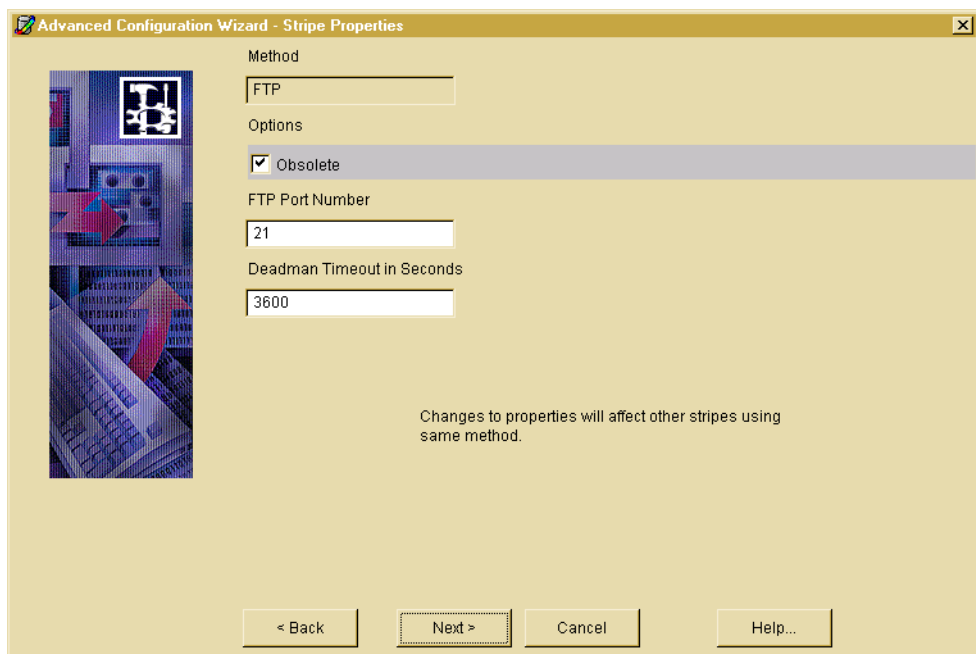 Advanced Configuration Wizard - Stripe Properties
Method
FTP
Options
Obsolete
FTP Port Number
21
Deadman Timeout in Seconds
3600
Changes to properties will affect other stripes using
same method.
< Back
Next >
Cancel
Help...